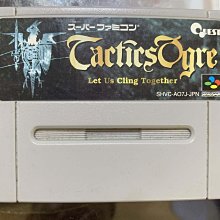 スーパーファミコン
QUEST
Tactics Ogre
Let Us Cling Together
SHVC-AO7J-JPN